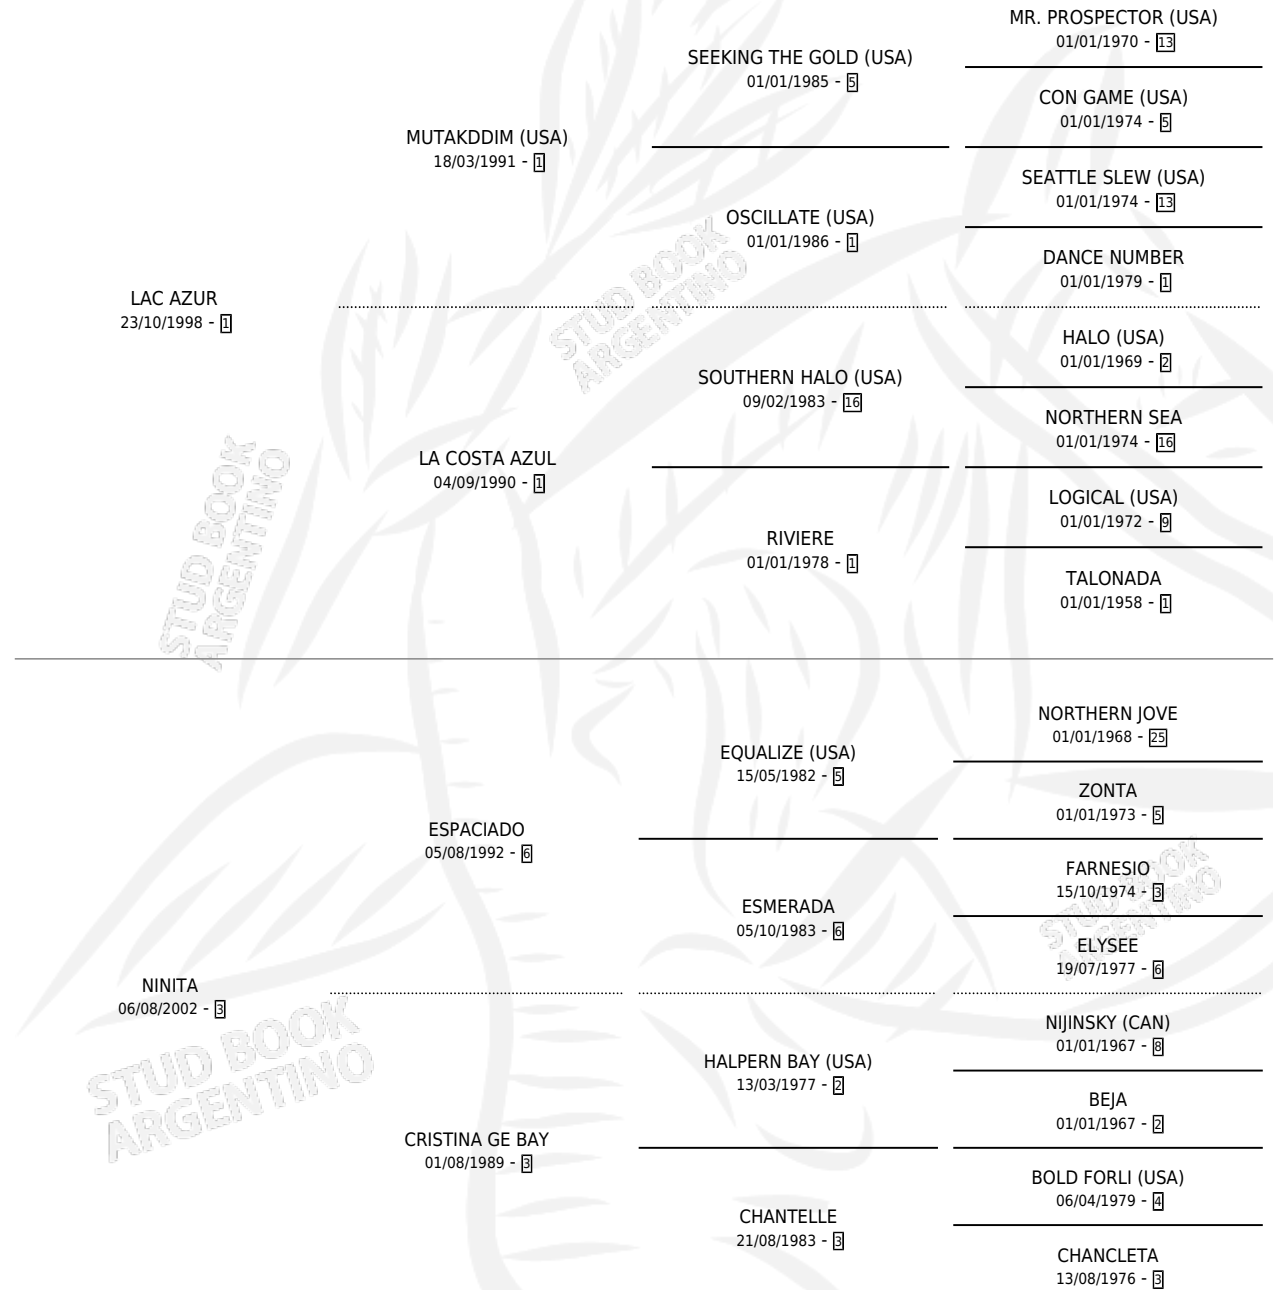 MR. PROSPECTOR (USA)
01/01/1970 - 13
SEEKING THE GOLD (USA)
01/01/1985 - 5
CON GAME (USA)
01/01/1974 - 5
MUTAKDDIM (USA)
18/03/1991 - 1
SEATTLE SLEW (USA)
01/01/1974 - 13
OSCILLATE (USA)
01/01/1986 - 1
DANCE NUMBER
01/01/1979 - 1
LAC AZUR
23/10/1998 - 1
HALO (USA)
01/01/1969 - 2
SOUTHERN HALO (USA)
09/02/1983 - 16
NORTHERN SEA
01/01/1974 - 16
LA COSTA AZUL
04/09/1990 - 1
LOGICAL (USA)
01/01/1972 - 9
RIVIERE
01/01/1978 - 1
TALONADA
01/01/1958 - 1
STUD BOOK
ARGENTINO
STUD BOOK
ARGENTINO
NORTHERN JOVE
01/01/1968 - 25
EQUALIZE (USA)
15/05/1982 - 5
ZONTA
01/01/1973 - 5
ESPACIADO
05/08/1992 - 6
FARNESIO
15/10/1974 - 3
ESMERADA
05/10/1983 - 6
ELYSEE
19/07/1977 - 6
NINITA
06/08/2002 - 3
NIJINSKY (CAN)
01/01/1967 - 8
HALPERN BAY (USA)
13/03/1977 - 2
BEJA
01/01/1967 - 2
CRISTINA GE BAY
01/08/1989 - 3
BOLD FORLI (USA)
06/04/1979 - 4
CHANTELLE
21/08/1983 - 3
CHANCLETA
13/08/1976 - 3
STUD BOOK
ARGENTINO
STUD BOOK
ARGENTINO